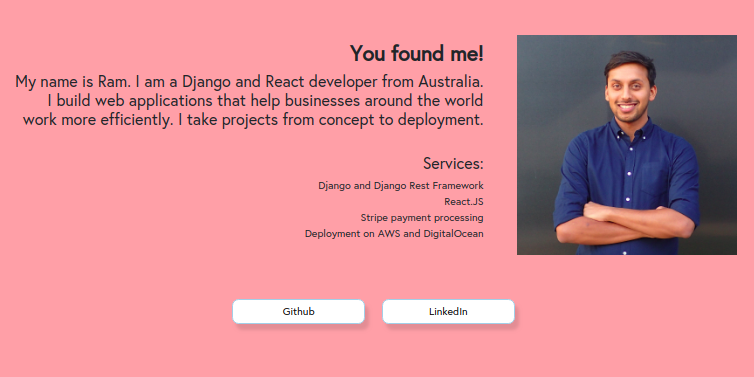 You found me!
My name is Ram. I am a Django and React developer from Australia.
I build web applications that help businesses around the world
work more efficiently. I take projects from concept to deployment.
Services:
Django and Django Rest Framework
React.JS
Stripe payment processing
Deployment on AWS and DigitalOcean
Github
LinkedIn